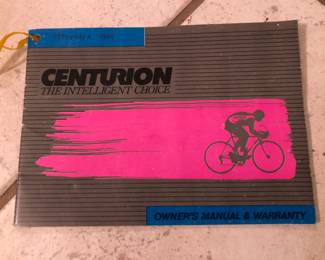 CENTURION
THE INTELLIGENT CHOICE
OWNER'S MANUAL & WARRANTY